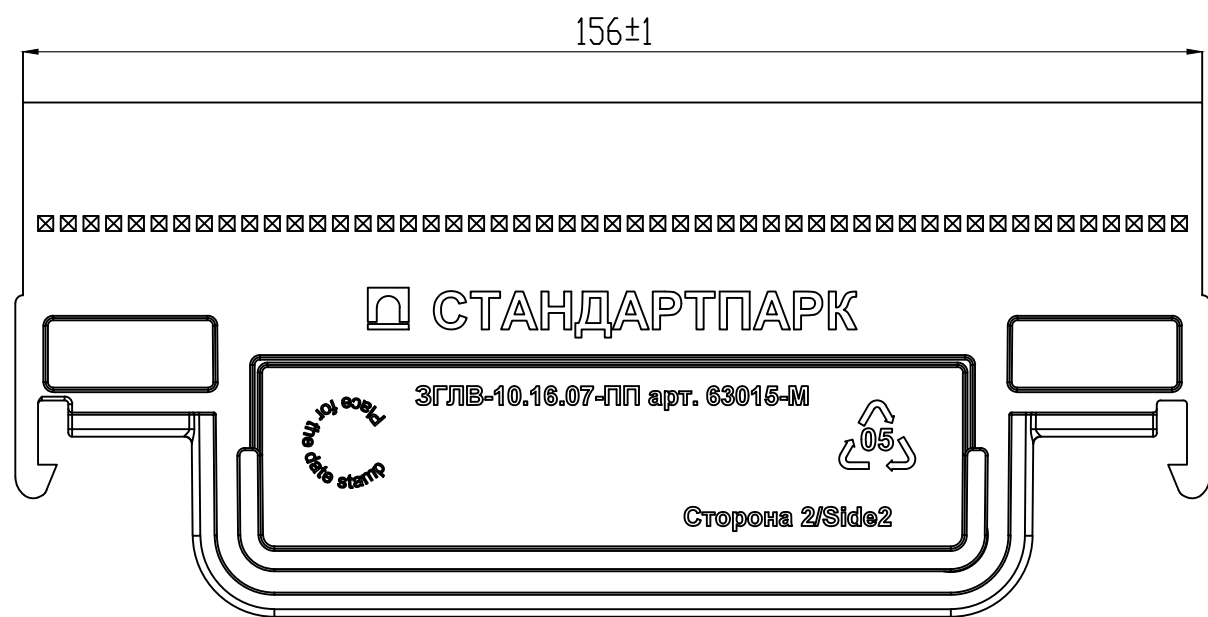 156±1
СТАНДАРТПАРК
ЗГЛВ-10.16.07-ПП арт. 63015-М
Place for the date stamp
05
Сторона 2/Side2